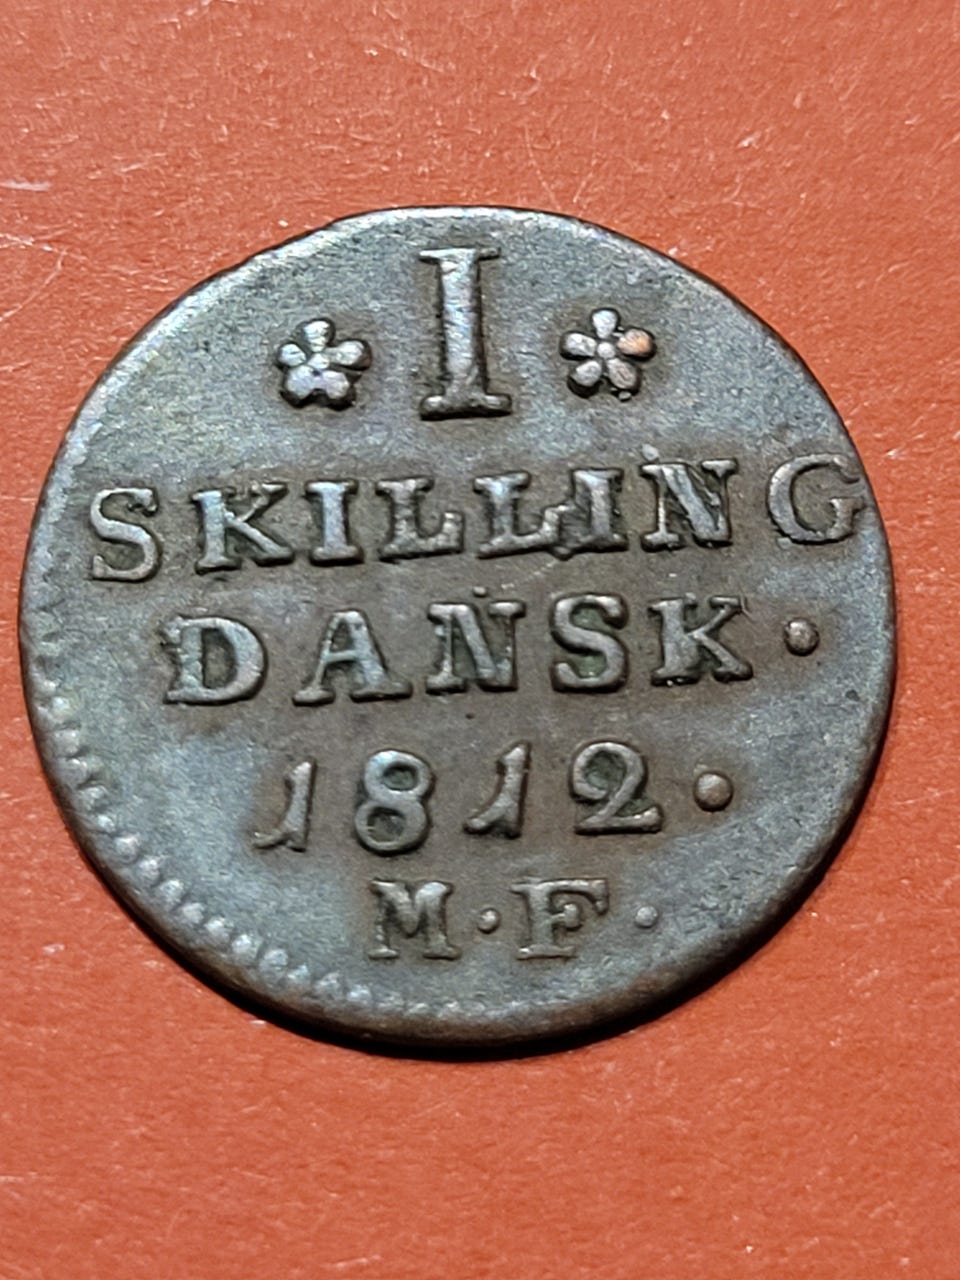 I
SKILLING
DANSK·
1812·
M·F·